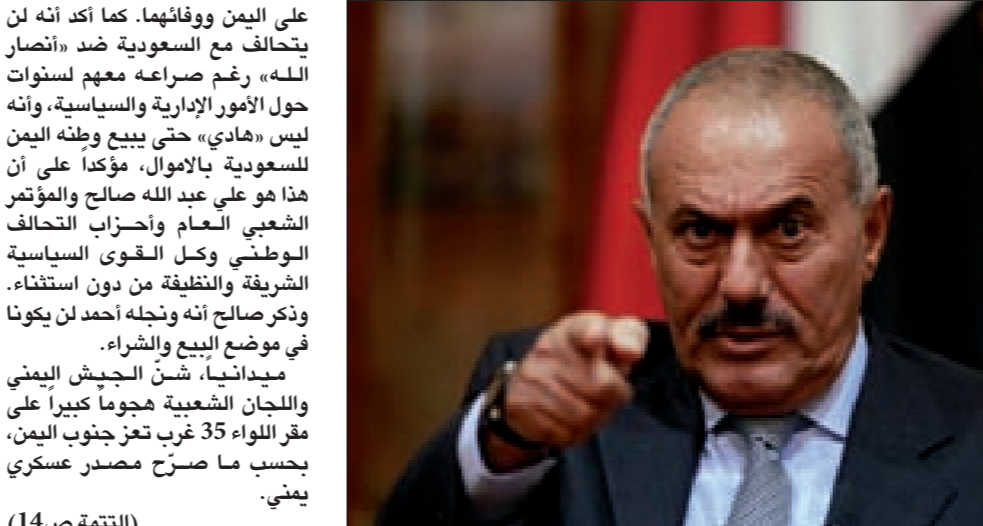 على اليمن ووفائهما. كما أكد أنه لن
يتحالف مع السعودية ضد «أنصار
الله» رغم صراعه معهم لسنوات
حول الأمور الإدارية والسياسية، وأنه
ليس «هادي» حتى يبيع وطنه اليمن
للسعودية بالاموال، مؤكداً على أن
هذا هو علي عبد الله صالح والمؤتمر
الشعبي العام وأحزاب التحالف
الوطني وكل القوى السياسية
الشريفة والنظيفة من دون استثناء.
وذكر صالح أنه ونجله أحمد لن يكونا
في موضع البيع والشراء.
ميدانياً، شنّ الجيش اليمني
واللجان الشعبية هجوماً كبيراً على
مقر اللواء 35 غرب تعز جنوب اليمن،
بحسب ما صرّح مصدر عسكري
يمني.
(التتمة ص14)